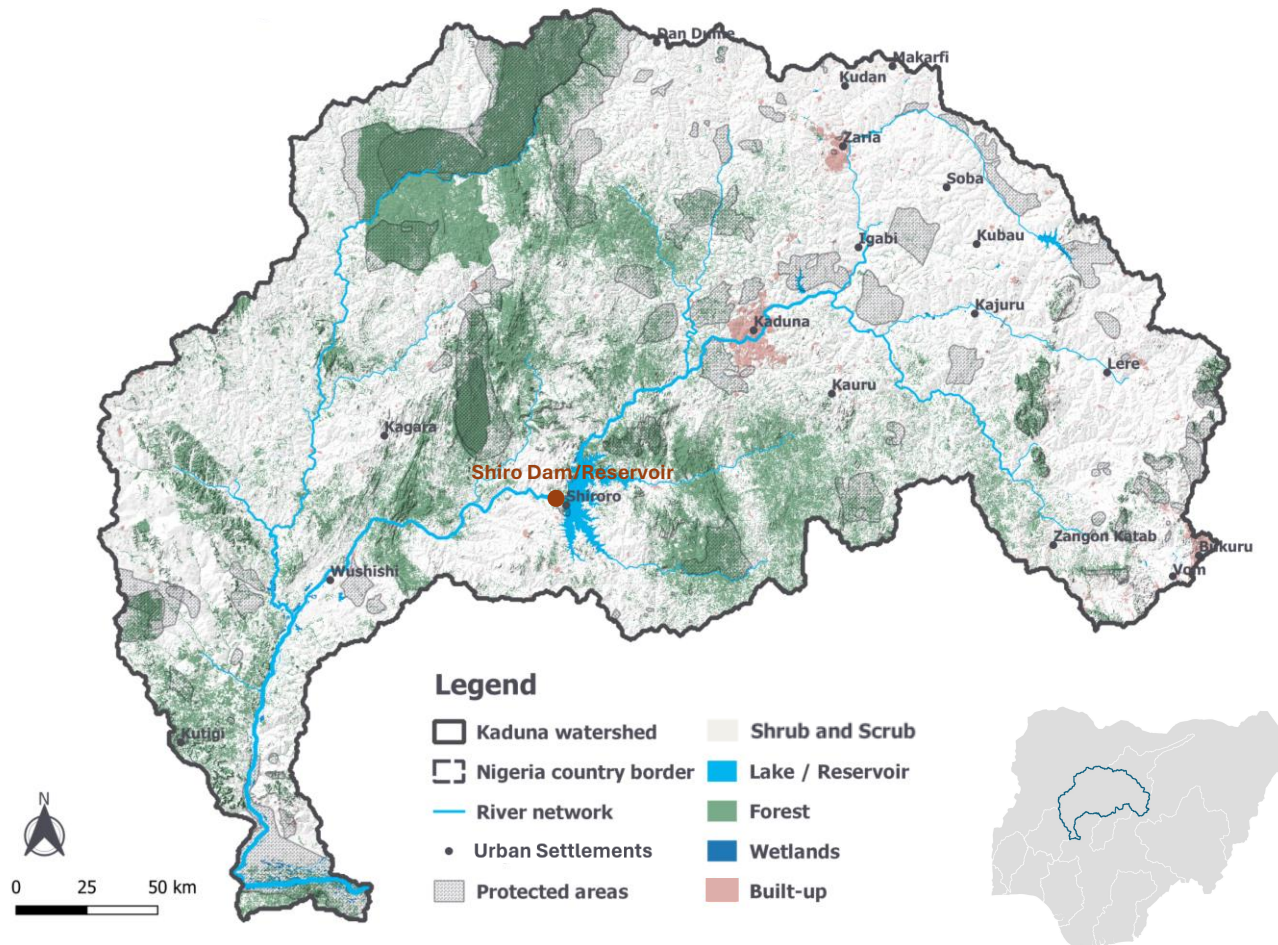 Dan Dume
Makarfi
Kudan
Zaria
Soba
Igabi
Kubau
Kajuru
Kaduna
Lere
Kauru
Kagara
Shiro Dam/Reservoir
Shiroro
Zangon Katab
Bukuru
Vom
Wushishi
Kutigi
Legend
Kaduna watershed
Nigeria country border
River network
Urban Settlements
Protected areas
Shrub and Scrub
Lake / Reservoir
Forest
Wetlands
Built-up
N
0 25 50 km